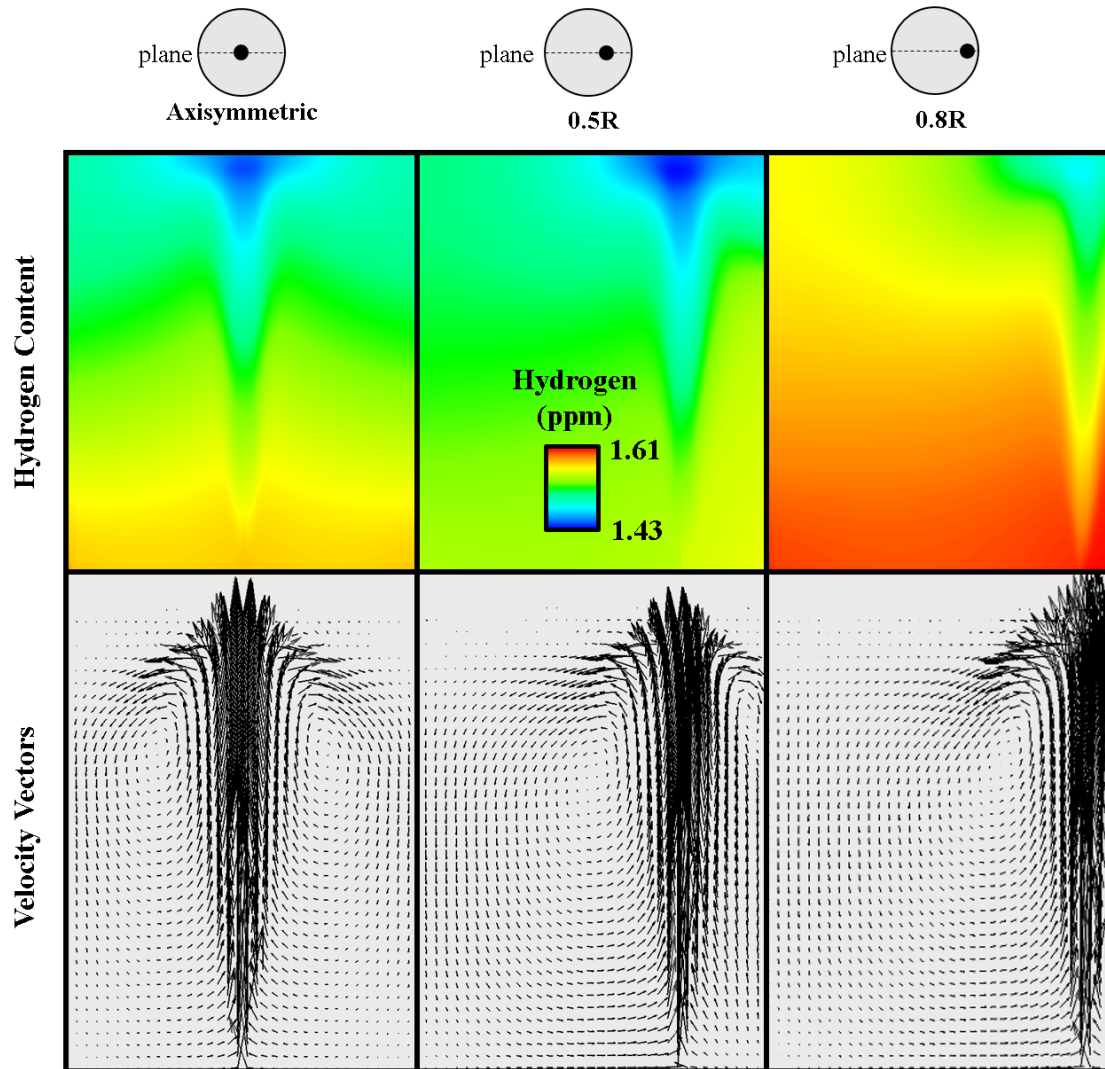 plane
plane
plane
Axisymmetric
0.5R
0.8R
Hydrogen Content
Hydrogen
(ppm)
1.61
1.43
Velocity Vectors